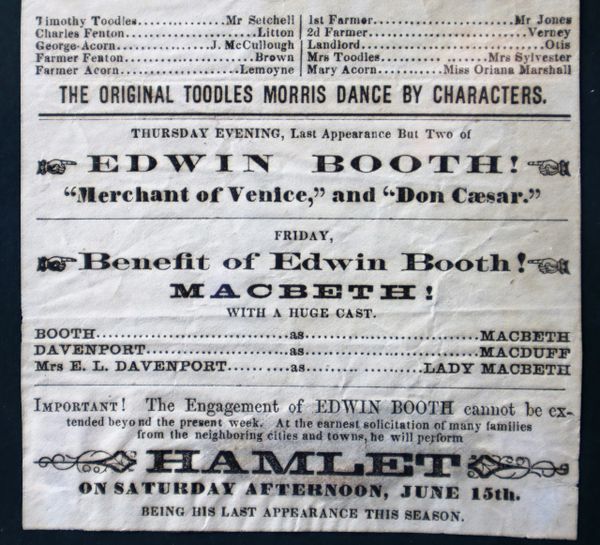 Timothy Toodles..............Mr Setchell
Charles Fenton....................Litton
George Acorn..............J. McCullough
Farmer Fenton....................Brown
Farmer Acorn..................Lemoyne
1st Farmer............................Mr Jones
2d Farmer............................Verney
Landlord.................................Otis
Mrs Toodles.............Mrs Sylvester
Mary Acorn.........Miss Oriana Marshall
THE ORIGINAL TOODLES MORRIS DANCE BY CHARACTERS.
THURSDAY EVENING, Last Appearance But Two of
EDWIN BOOTH!
“Merchant of Venice,” and “Don Cæsar.”
FRIDAY,
Benefit of Edwin Booth!
MACBETH!
WITH A HUGE CAST.
BOOTH..............................as............................MACBETH
DAVENPORT......................as............................MACDUFF
Mrs E. L. DAVENPORT..........as....................LADY MACBETH
IMPORTANT! The Engagement of EDWIN BOOTH cannot be ex-
tended beyond the present week. At the earnest solicitation of many families
from the neighboring cities and towns, he will perform
HAMLET
ON SATURDAY AFTERNOON, JUNE 15th.
BEING HIS LAST APPEARANCE THIS SEASON.